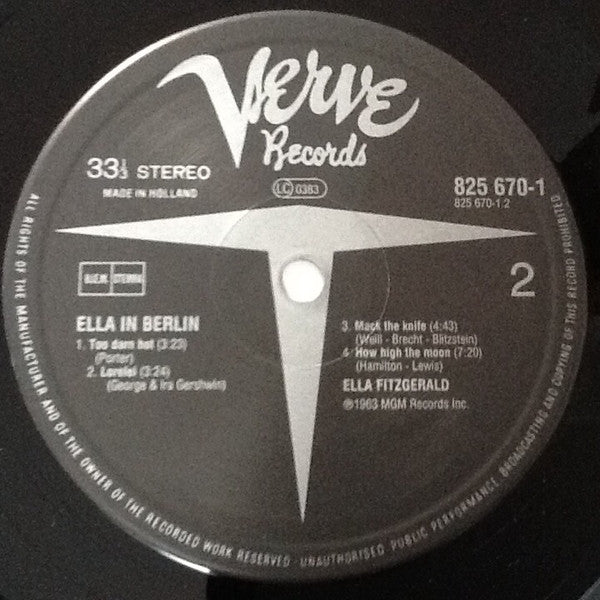 Verve
Records
33⅓ STEREO
MADE IN HOLLAND
LC 0383
825 670-1
825 670-1.2
B.I.E.M. STEMRA
2
ELLA IN BERLIN
1. Too darn hot (3:23)
(Porter)
2. Lorelei (3:24)
(George & Ira Gershwin)
3. Mack the knife (4:43)
(Weill - Brecht - Blitzstein)
4. How high the moon (7:20)
(Hamilton - Lewis)
ELLA FITZGERALD
℗1963 MGM Records Inc.
ALL RIGHTS OF THE MANUFACTURER AND OF THE OWNER OF THE RECORDED WORK RESERVED · UNAUTHORISED PUBLIC PERFORMANCE, BROADCASTING AND COPYING OF THIS RECORD PROHIBITED.